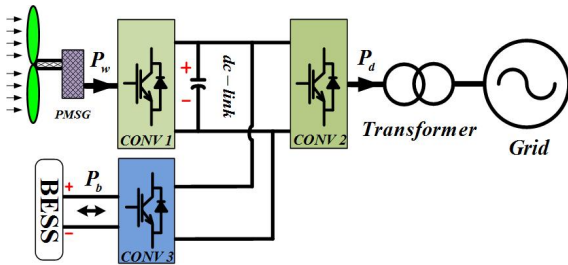 P_w
PMSG
CONV 1
+
−
dc-link
CONV 2
P_d
Transformer
Grid
BESS
+
−
P_b
CONV 3